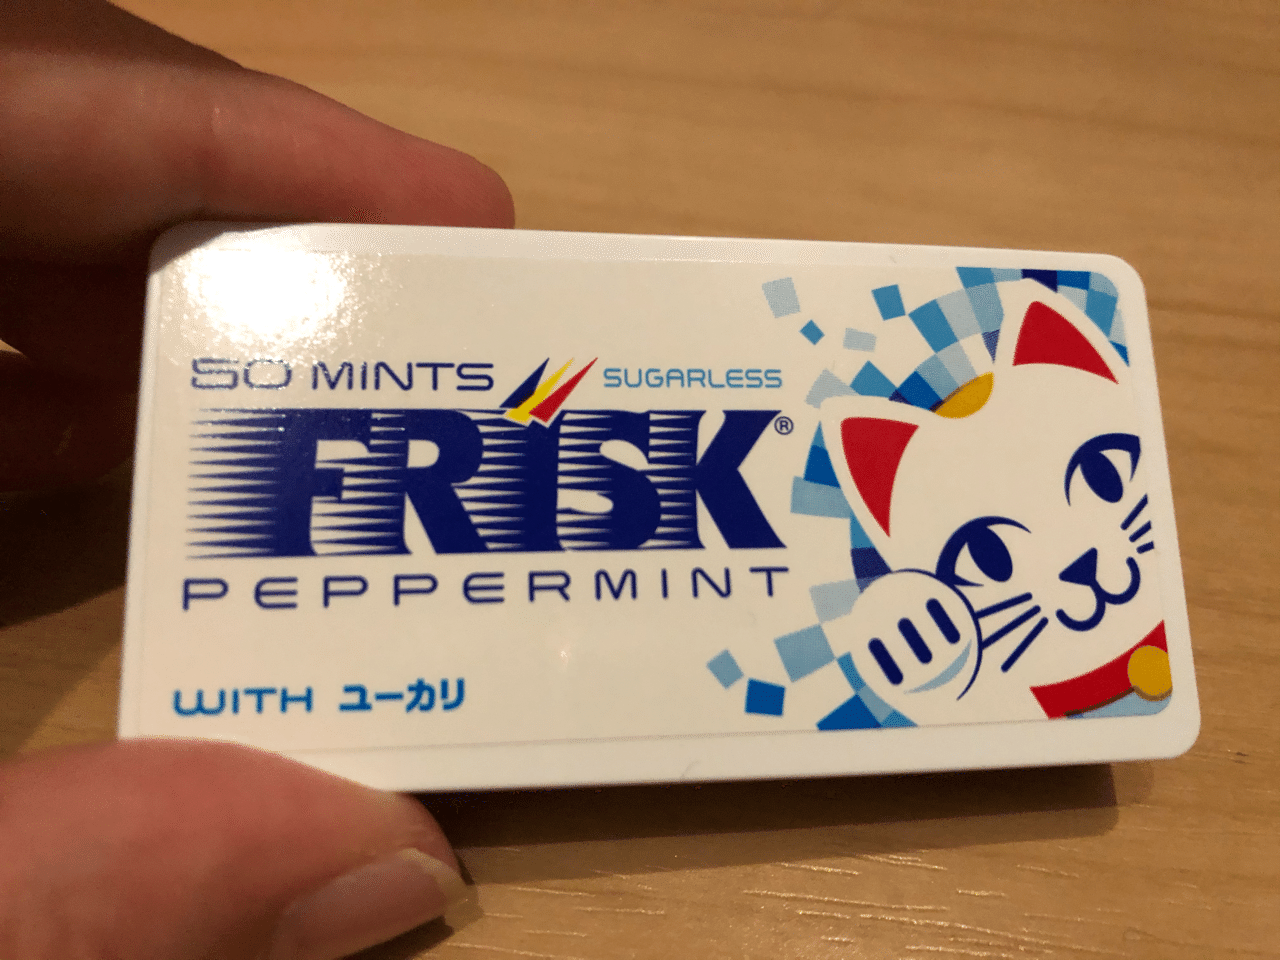 50 MINTS SUGARLESS
FRISK®
PEPPERMINT
WITH ユーカリ